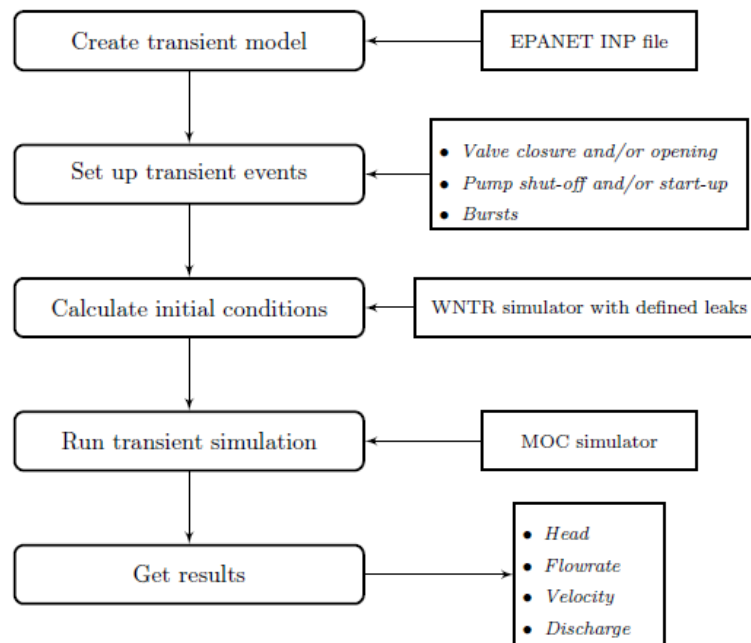 Create transient model
EPANET INP file
Set up transient events
• Valve closure and/or opening
• Pump shut-off and/or start-up
• Bursts
Calculate initial conditions
WNTR simulator with defined leaks
Run transient simulation
MOC simulator
Get results
• Head
• Flowrate
• Velocity
• Discharge